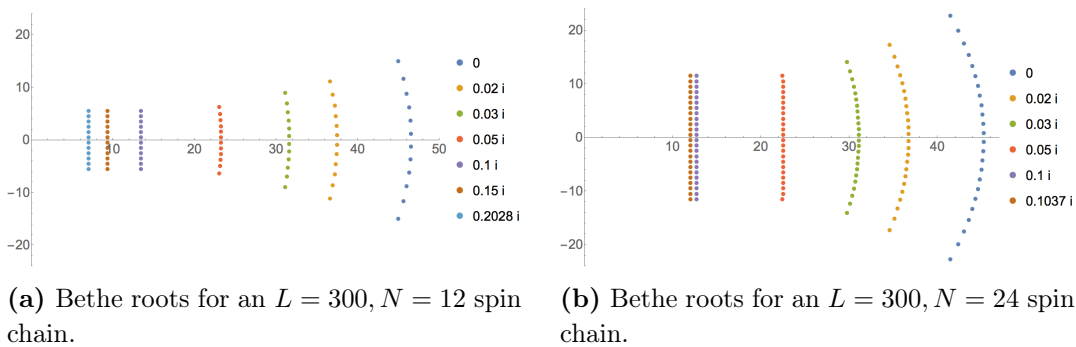 20
10
0
−10
−20
10
20
30
40
50
0
0.02 i
0.03 i
0.05 i
0.1 i
0.15 i
0.2028 i
(a) Bethe roots for an L = 300, N = 12 spin
chain.
20
10
0
−10
−20
10
20
30
40
0
0.02 i
0.03 i
0.05 i
0.1 i
0.1037 i
(b) Bethe roots for an L = 300, N = 24 spin
chain.